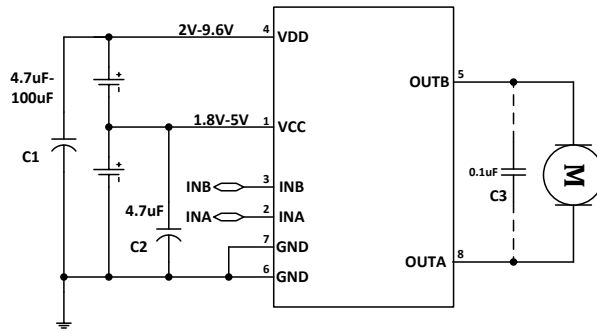 2V-9.6V
4
VDD
4.7uF-
100uF
C1
1.8V-5V
1
VCC
INB
3
INB
INA
2
INA
4.7uF
C2
7
GND
6
GND
OUTB
5
0.1uF
C3
M
OUTA
8